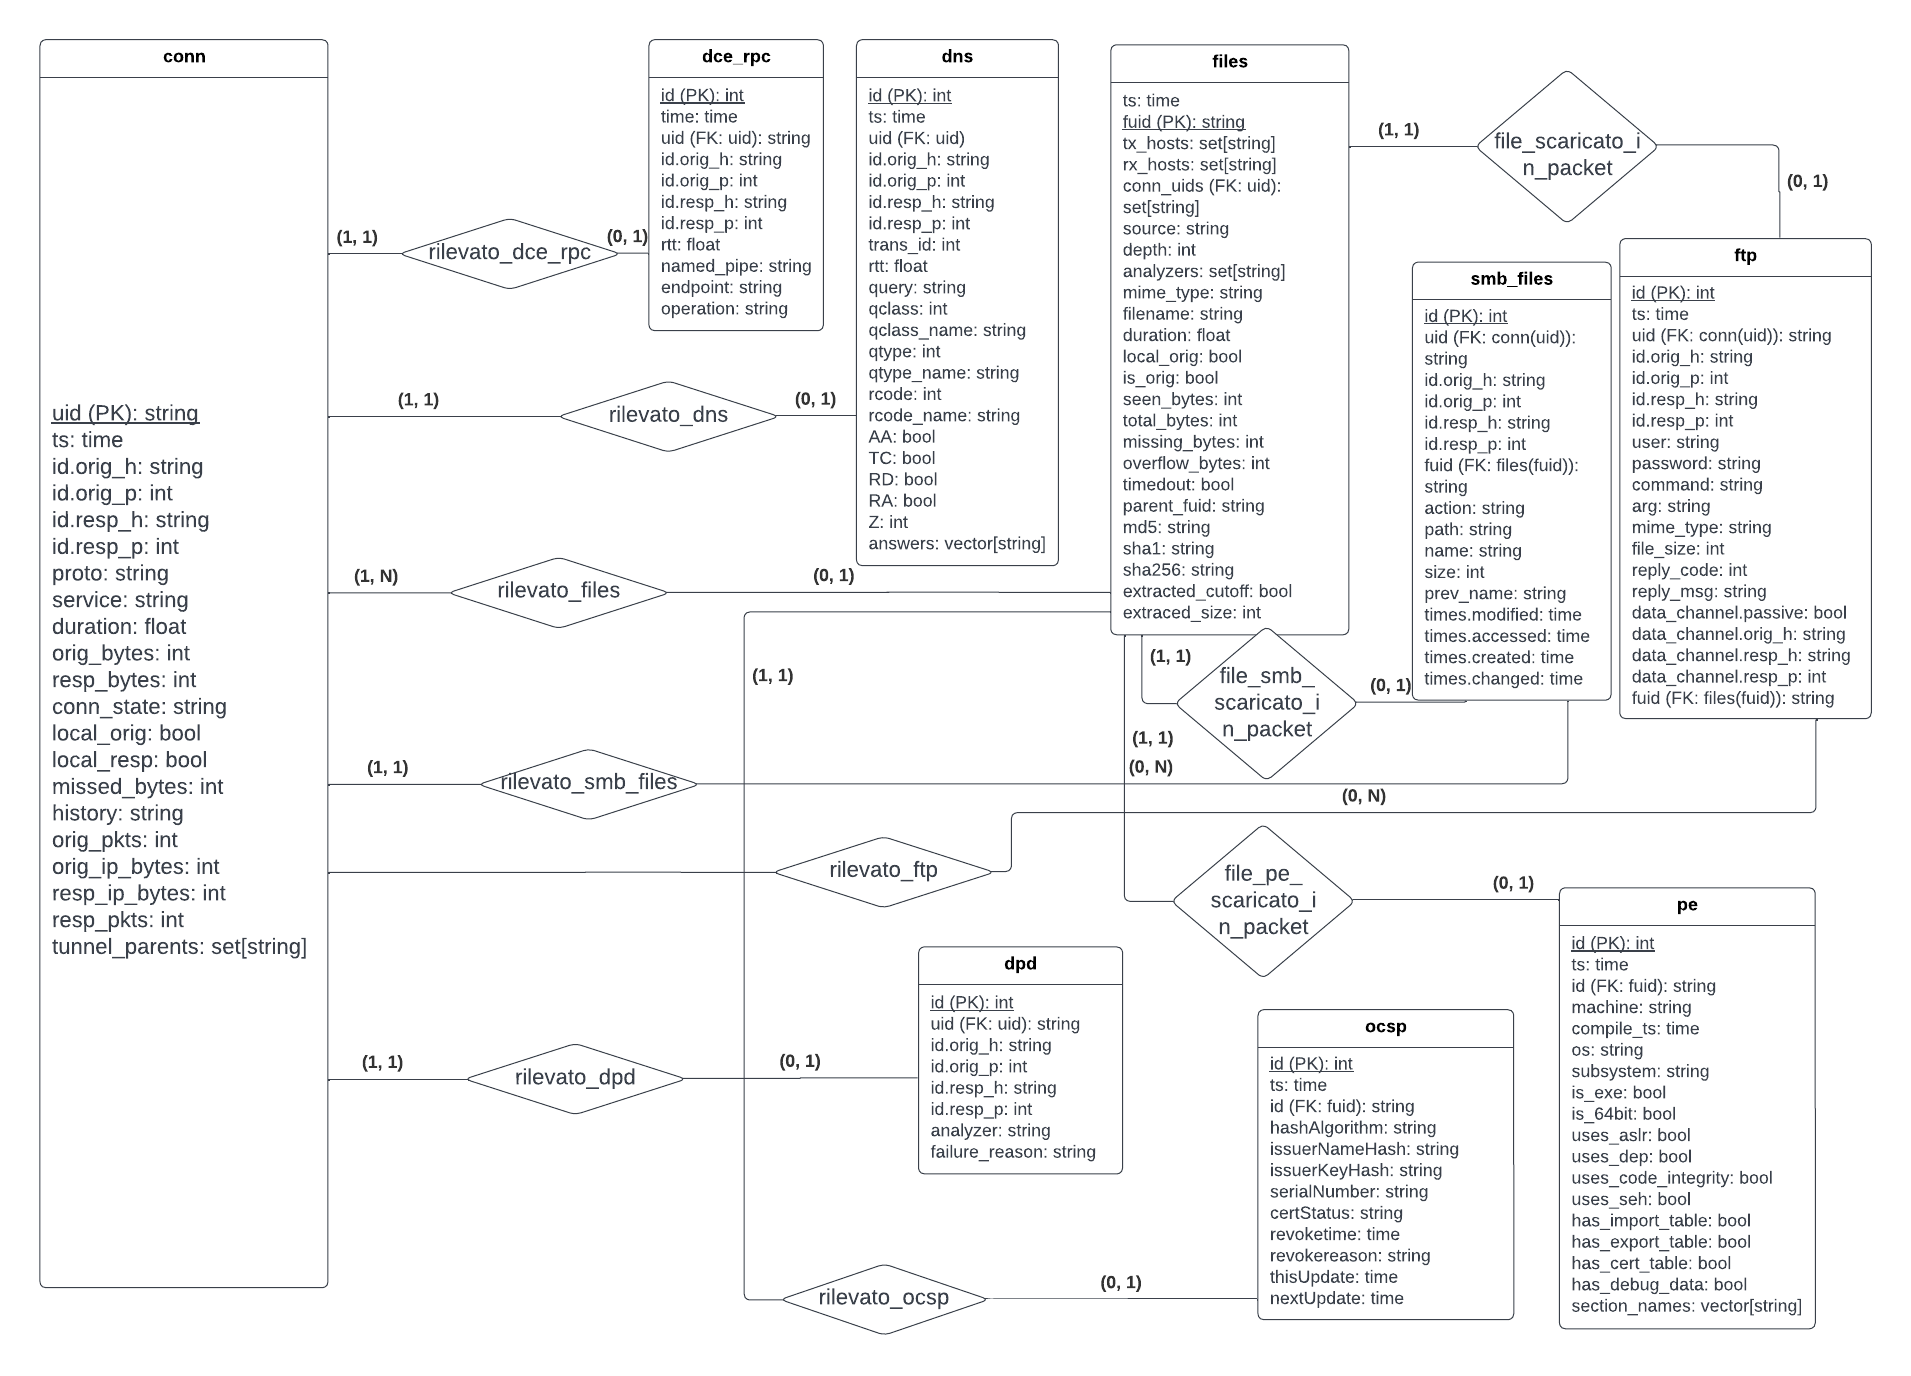 conn
uid (PK): string
ts: time
id.orig_h: string
id.orig_p: int
id.resp_h: string
id.resp_p: int
proto: string
service: string
duration: float
orig_bytes: int
resp_bytes: int
conn_state: string
local_orig: bool
local_resp: bool
missed_bytes: int
history: string
orig_pkts: int
orig_ip_bytes: int
resp_ip_bytes: int
resp_pkts: int
tunnel_parents: set[string]
(1, 1)
rilevato_dce_rpc
(0, 1)
dce_rpc
id (PK): int
time: time
uid (FK: uid): string
id.orig_h: string
id.orig_p: int
id.resp_h: string
id.resp_p: int
rtt: float
named_pipe: string
endpoint: string
operation: string
(1, 1)
rilevato_dns
(0, 1)
dns
id (PK): int
ts: time
uid (FK: uid)
id.orig_h: string
id.orig_p: int
id.resp_h: string
id.resp_p: int
trans_id: int
rtt: float
query: string
qclass: int
qclass_name: string
qtype: int
qtype_name: string
rcode: int
rcode_name: string
AA: bool
TC: bool
RD: bool
RA: bool
Z: int
answers: vector[string]
(1, N)
rilevato_files
(0, 1)
files
ts: time
fuid (PK): string
tx_hosts: set[string]
rx_hosts: set[string]
conn_uids (FK: uid):
set[string]
source: string
depth: int
analyzers: set[string]
mime_type: string
filename: string
duration: float
local_orig: bool
is_orig: bool
seen_bytes: int
total_bytes: int
missing_bytes: int
overflow_bytes: int
timedout: bool
parent_fuid: string
md5: string
sha1: string
sha256: string
extracted_cutoff: bool
extraced_size: int
(1, 1)
file_scaricato_i
n_packet
(0, 1)
smb_files
id (PK): int
uid (FK: conn(uid)):
string
id.orig_h: string
id.orig_p: int
id.resp_h: string
id.resp_p: int
fuid (FK: files(fuid)):
string
action: string
path: string
name: string
size: int
prev_name: string
times.modified: time
times.accessed: time
times.created: time
times.changed: time
ftp
id (PK): int
ts: time
uid (FK: conn(uid)): string
id.orig_h: string
id.orig_p: int
id.resp_h: string
id.resp_p: int
user: string
password: string
command: string
arg: string
mime_type: string
file_size: int
reply_code: int
reply_msg: string
data_channel.passive: bool
data_channel.orig_h: string
data_channel.resp_h: string
data_channel.resp_p: int
fuid (FK: files(fuid)): string
(1, 1)
(1, 1)
file_smb_
scaricato_i
n_packet
(0, 1)
(1, 1)
(1, 1)
rilevato_smb_files
(0, N)
(0, N)
rilevato_ftp
file_pe_
scaricato_i
n_packet
(0, 1)
pe
id (PK): int
ts: time
id (FK: fuid): string
machine: string
compile_ts: time
os: string
subsystem: string
is_exe: bool
is_64bit: bool
uses_aslr: bool
uses_dep: bool
uses_code_integrity: bool
uses_seh: bool
has_import_table: bool
has_export_table: bool
has_cert_table: bool
has_debug_data: bool
section_names: vector[string]
(1, 1)
rilevato_dpd
(0, 1)
dpd
id (PK): int
uid (FK: uid): string
id.orig_h: string
id.orig_p: int
id.resp_h: string
id.resp_p: int
analyzer: string
failure_reason: string
rilevato_ocsp
(0, 1)
ocsp
id (PK): int
ts: time
id (FK: fuid): string
hashAlgorithm: string
issuerNameHash: string
issuerKeyHash: string
serialNumber: string
certStatus: string
revoketime: time
revokereason: string
thisUpdate: time
nextUpdate: time